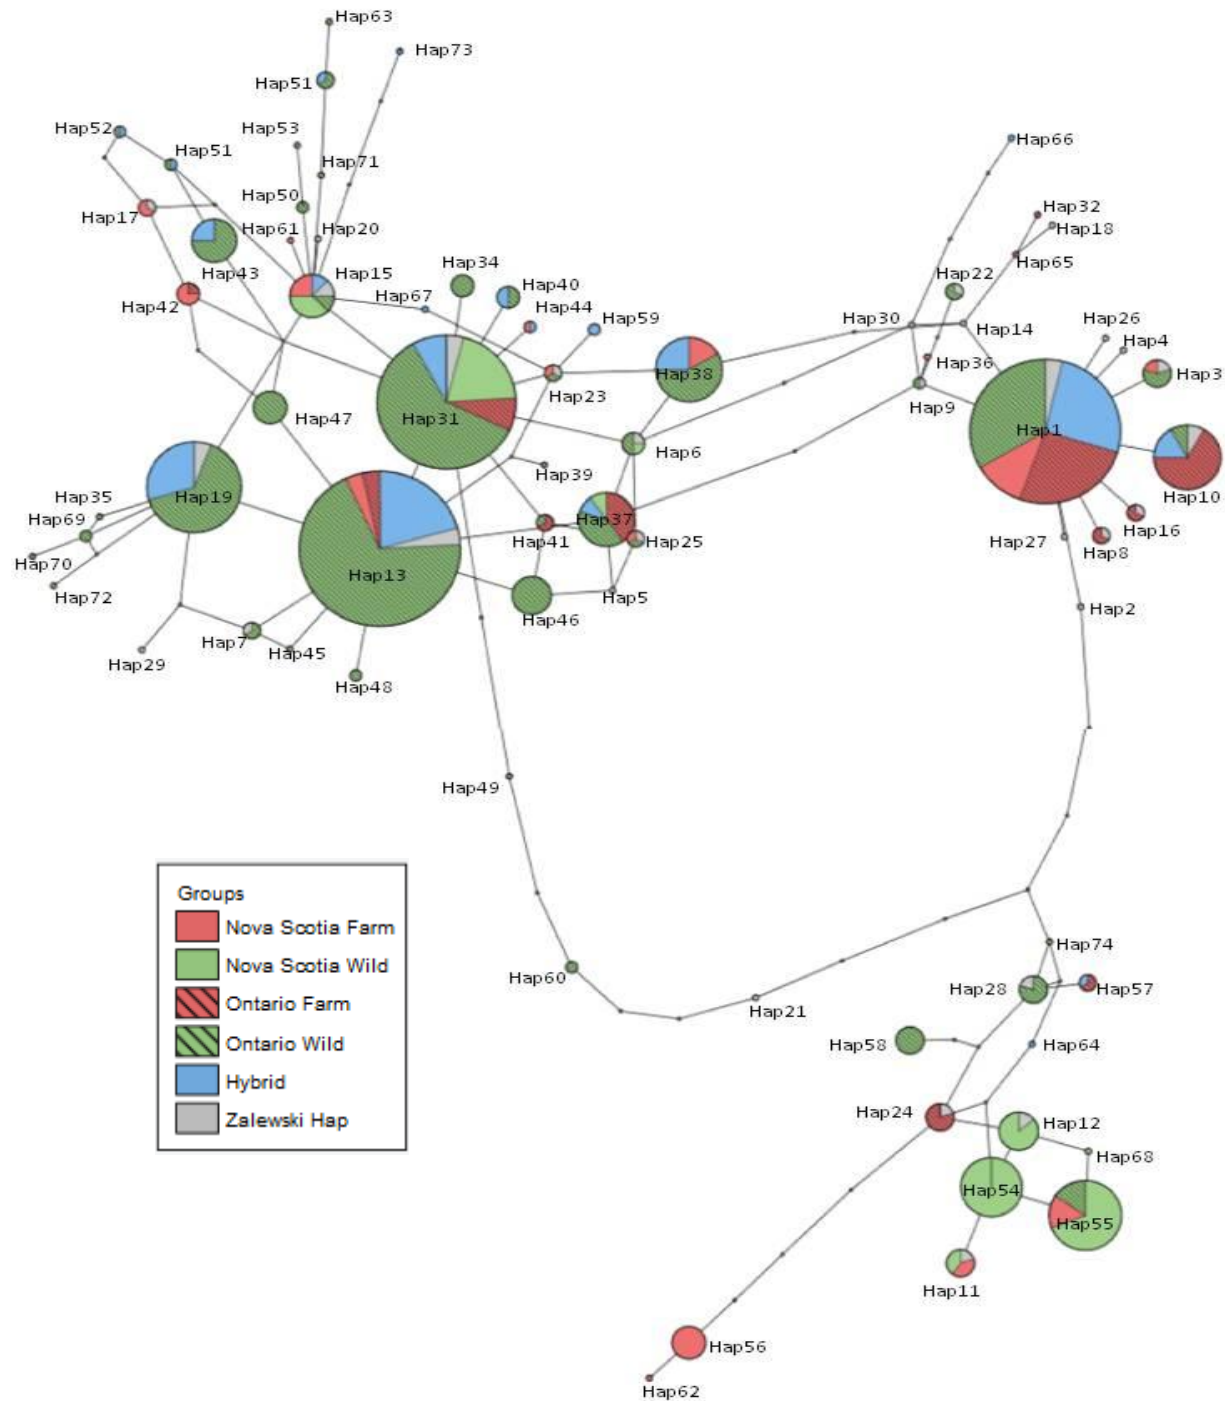 Hap63
Hap73
Hap51
Hap52
Hap53
Hap66
Hap51
Hap71
Hap50
Hap17
Hap32
Hap61
Hap20
Hap18
Hap34
Hap65
Hap43
Hap15
Hap40
Hap22
Hap42
Hap67
Hap44
Hap59
Hap30
Hap14
Hap26
Hap4
Hap36
Hap3
Hap38
Hap23
Hap9
Hap47
Hap31
Hap1
Hap6
Hap39
Hap10
Hap35
Hap19
Hap69
Hap37
Hap16
Hap41
Hap25
Hap27
Hap8
Hap70
Hap13
Hap72
Hap5
Hap46
Hap2
Hap7
Hap45
Hap29
Hap48
Hap49
Groups
Nova Scotia Farm
Nova Scotia Wild
Ontario Farm
Ontario Wild
Hybrid
Zalewski Hap
Hap74
Hap60
Hap28
Hap57
Hap21
Hap58
Hap64
Hap24
Hap12
Hap68
Hap54
Hap55
Hap11
Hap56
Hap62